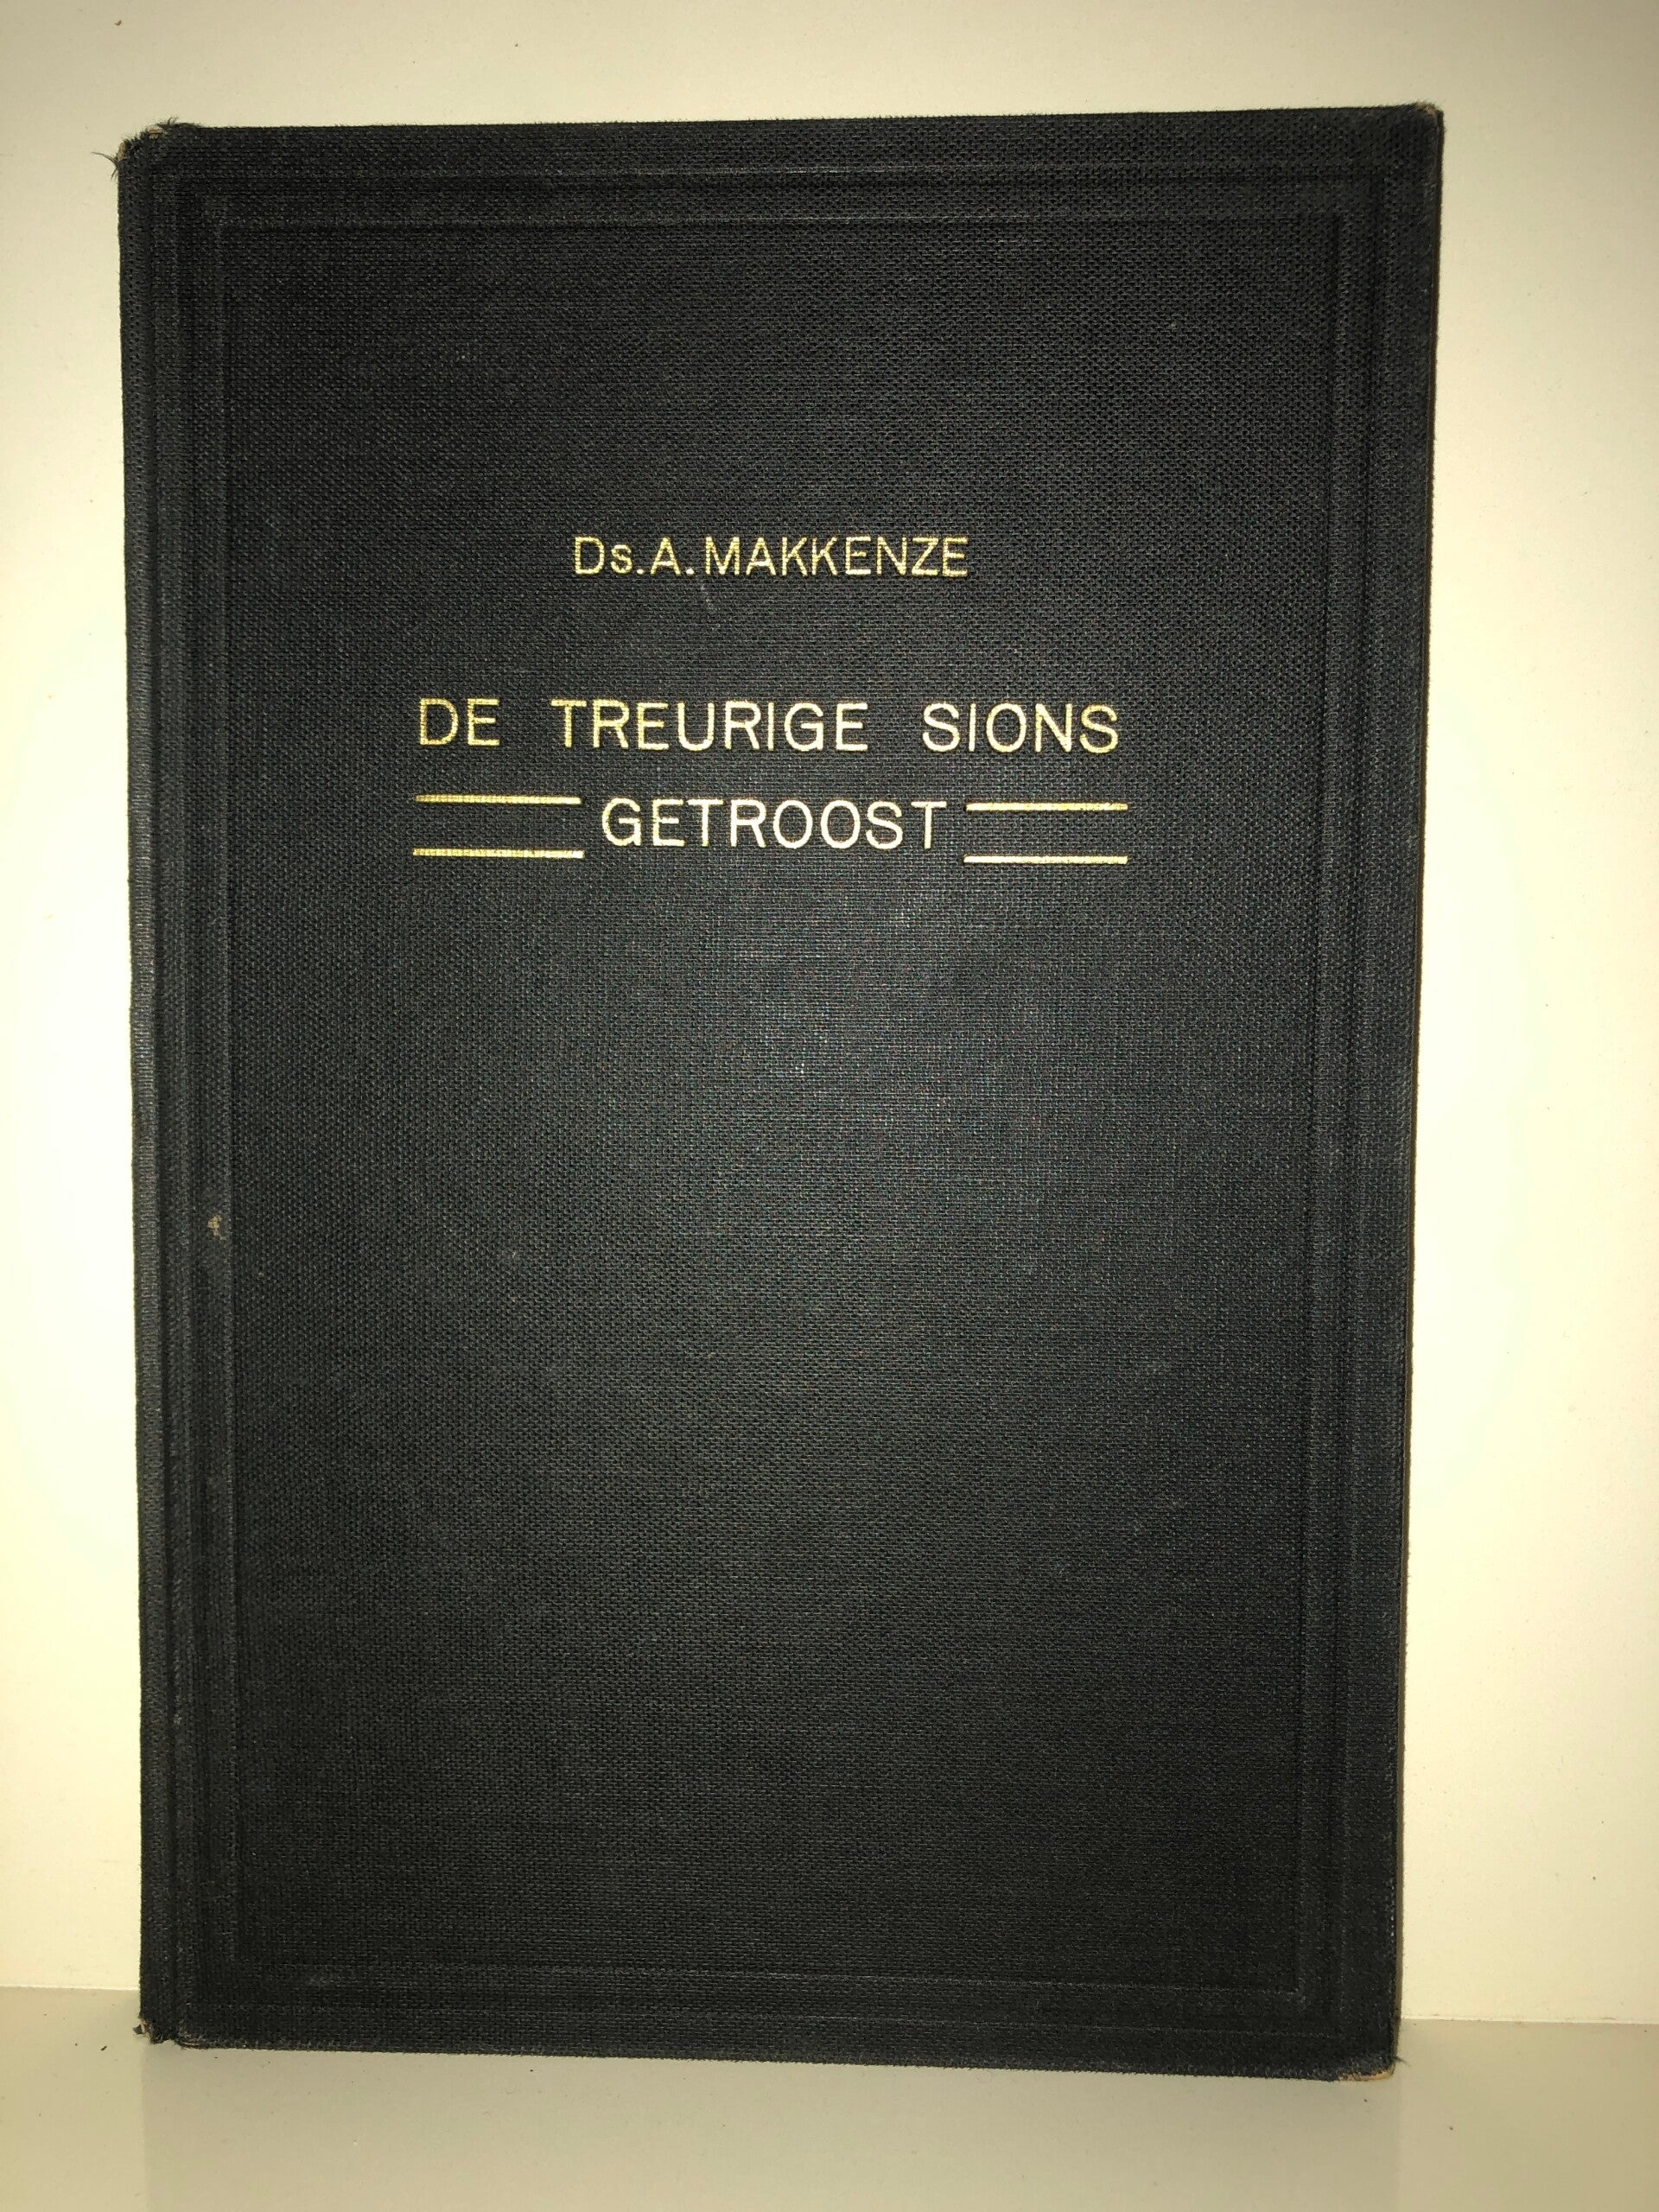 Ds. A. MAKKENZE
DE TREURIGE SIONS
GETROOST